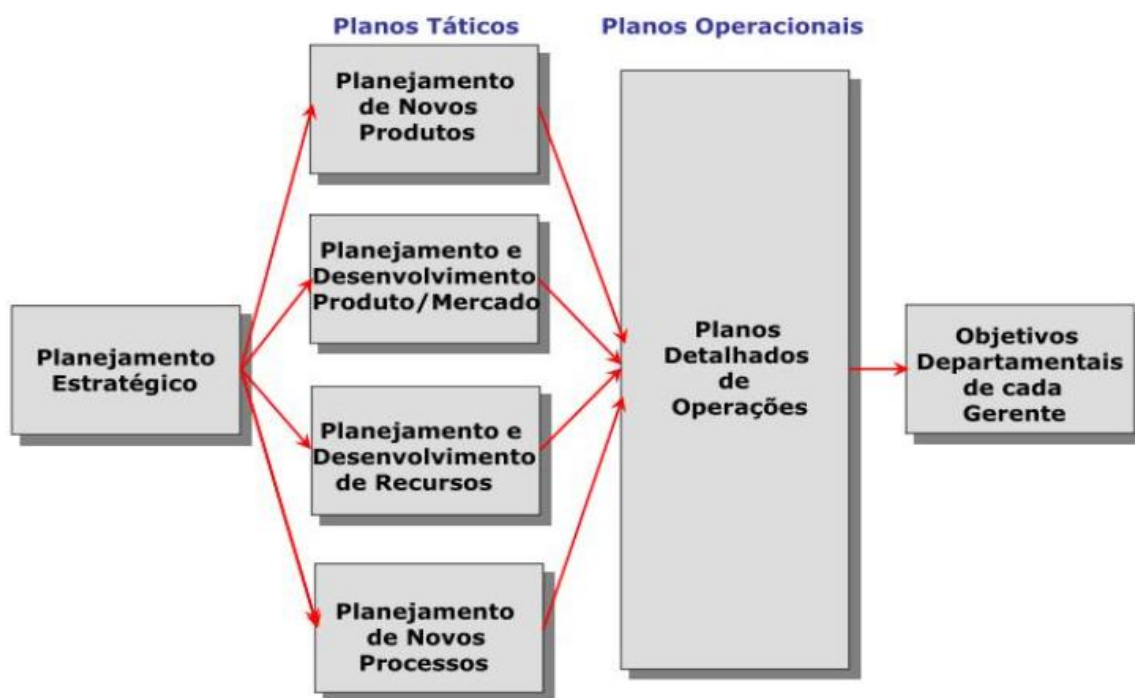 Planos Táticos
Planos Operacionais
Planejamento
Estratégico
Planejamento
de Novos
Produtos
Planejamento e
Desenvolvimento
Produto/Mercado
Planejamento e
Desenvolvimento
de Recursos
Planejamento
de Novos
Processos
Planos
Detalhados
de
Operações
Objetivos
Departamentais
de cada
Gerente